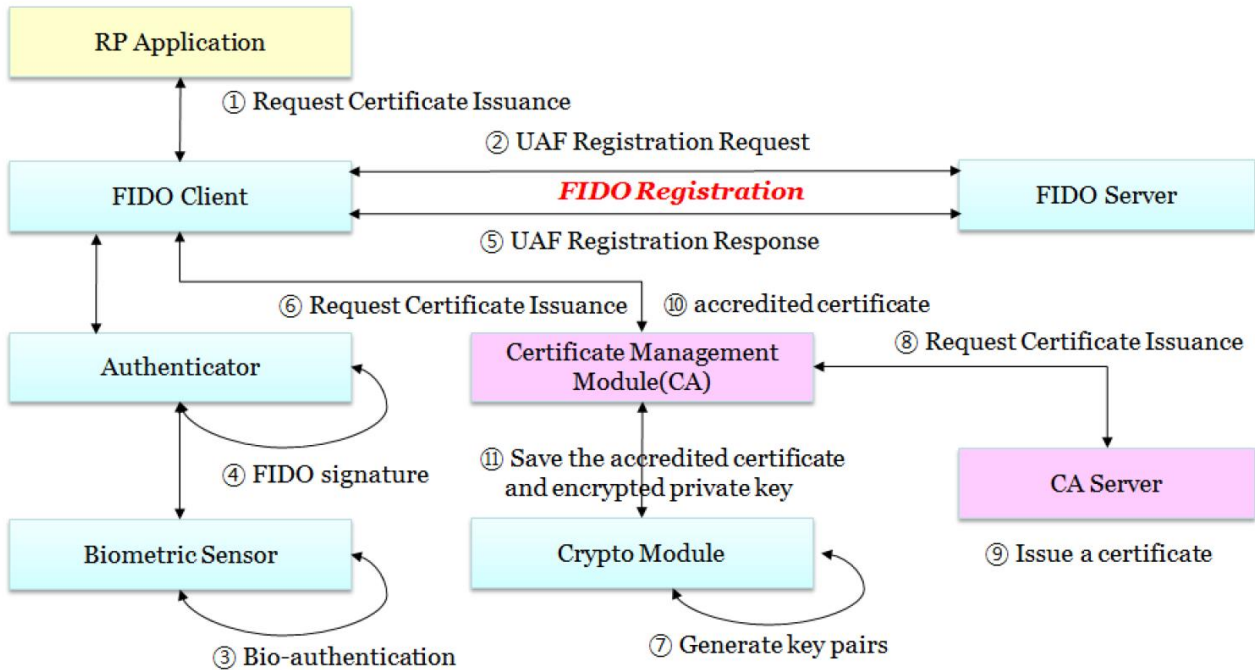 RP Application
① Request Certificate Issuance
② UAF Registration Request
FIDO Client
FIDO Registration
FIDO Server
⑤ UAF Registration Response
⑥ Request Certificate Issuance
⑩ accredited certificate
Authenticator
Certificate Management
Module(CA)
⑧ Request Certificate Issuance
④ FIDO signature
⑪ Save the accredited certificate
and encrypted private key
CA Server
Biometric Sensor
Crypto Module
⑨ Issue a certificate
③ Bio-authentication
⑦ Generate key pairs